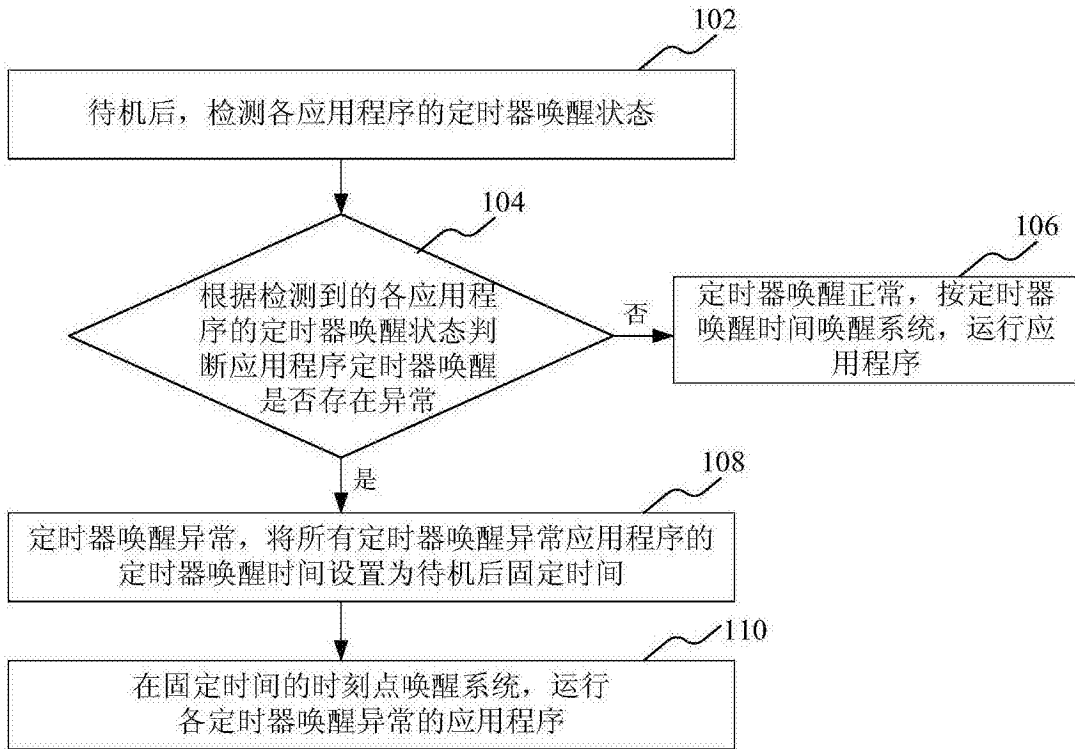 102
待机后，检测各应用程序的定时器唤醒状态
104
根据检测到的各应用程
序的定时器唤醒状态判
断应用程序定时器唤醒
是否存在异常
否
106
定时器唤醒正常，按定时器
唤醒时间唤醒系统，运行应
用程序
是
108
定时器唤醒异常，将所有定时器唤醒异常应用程序的
定时器唤醒时间设置为待机后固定时间
110
在固定时间的时刻点唤醒系统，运行
各定时器唤醒异常的应用程序